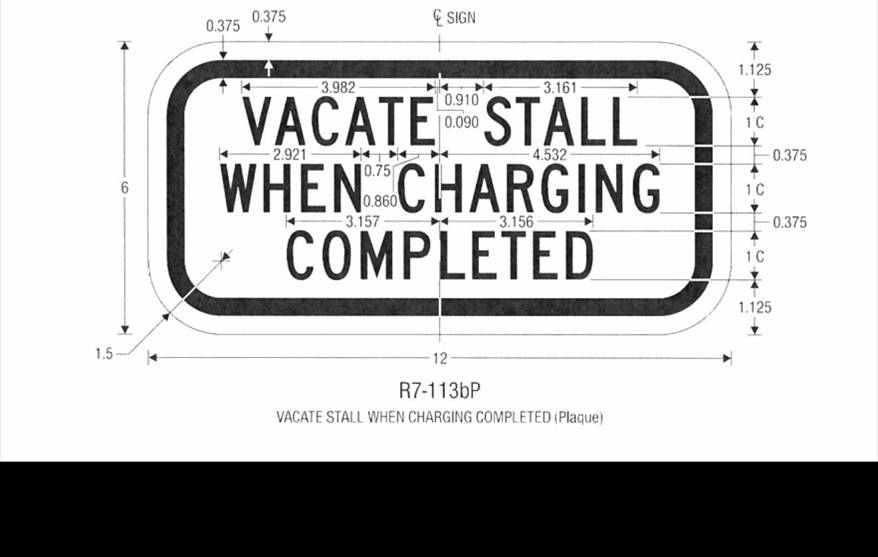 ℄ SIGN
0.375
0.375
1.125
3.982
0.910
3.161
0.090
1 C
VACATE STALL
0.375
2.921
0.75
4.532
6
1 C
WHEN CHARGING
0.860
0.375
3.157
3.156
1 C
COMPLETED
1.125
1.5
12
R7-113bP
VACATE STALL WHEN CHARGING COMPLETED (Plaque)